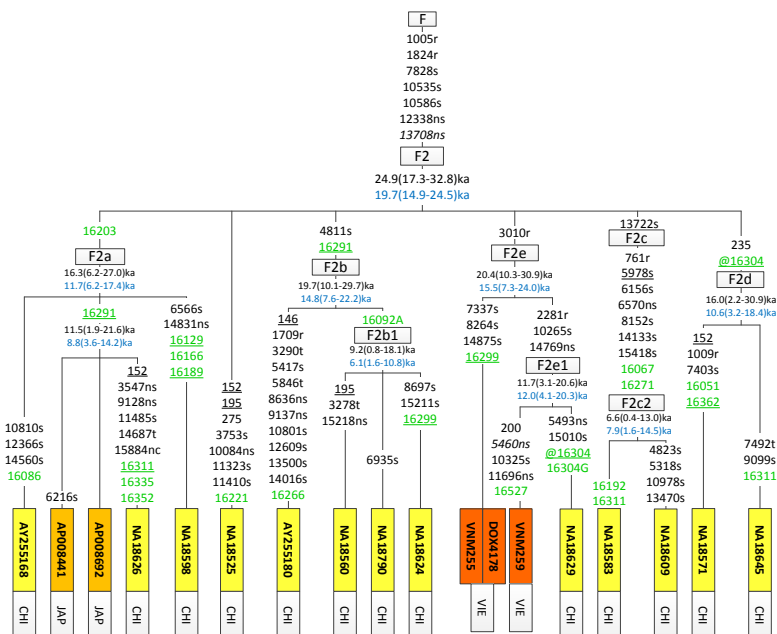 F
1005r
1824r
7828s
10535s
10586s
12338ns
13708ns
F2
24.9(17.3-32.8)ka
19.7(14.9-24.5)ka
16203
F2a
16.3(6.2-27.0)ka
11.7(6.2-17.4)ka
10810s
12366s
14560s
16086
AY255168
CHI
16291
11.5(1.9-21.6)ka
8.8(3.6-14.2)ka
6216s
AP008441
JAP
AP008692
JAP
152
3547ns
9128ns
11485s
14687t
15884nc
16311
16335
16352
NA18626
CHI
6566s
14831ns
16129
16166
16189
NA18598
CHI
152
195
275
3753s
10084ns
11323s
11410s
16221
NA18525
CHI
4811s
16291
F2b
19.7(10.1-29.7)ka
14.8(7.6-22.2)ka
146
1709r
3290t
5417s
5846t
8636ns
9137ns
10801s
12609s
13500s
14016s
16266
AY255180
CHI
16092A
F2b1
9.2(0.8-18.1)ka
6.1(1.6-10.8)ka
195
3278t
15218ns
NA18560
CHI
6935s
NA18790
CHI
8697s
15211s
16299
NA18624
CHI
3010r
F2e
20.4(10.3-30.9)ka
15.5(7.3-24.0)ka
7337s
8264s
14875s
16299
VNM255
DOX4178
VIE
2281r
10265s
14769ns
F2e1
11.7(3.1-20.6)ka
12.0(4.1-20.3)ka
200
5460ns
10325s
11696ns
16527
VNM259
VIE
5493ns
15010s
@16304
16304G
NA18629
CHI
13722s
F2c
761r
5978s
6156s
6570ns
8152s
14133s
15418s
16067
16271
F2c2
6.6(0.4-13.0)ka
7.9(1.6-14.5)ka
16192
16311
NA18583
CHI
4823s
5318s
10978s
13470s
NA18609
CHI
235
@16304
F2d
16.0(2.2-30.9)ka
10.6(3.2-18.4)ka
152
1009r
7403s
16051
16362
NA18571
CHI
7492t
9099s
16311
NA18645
CHI